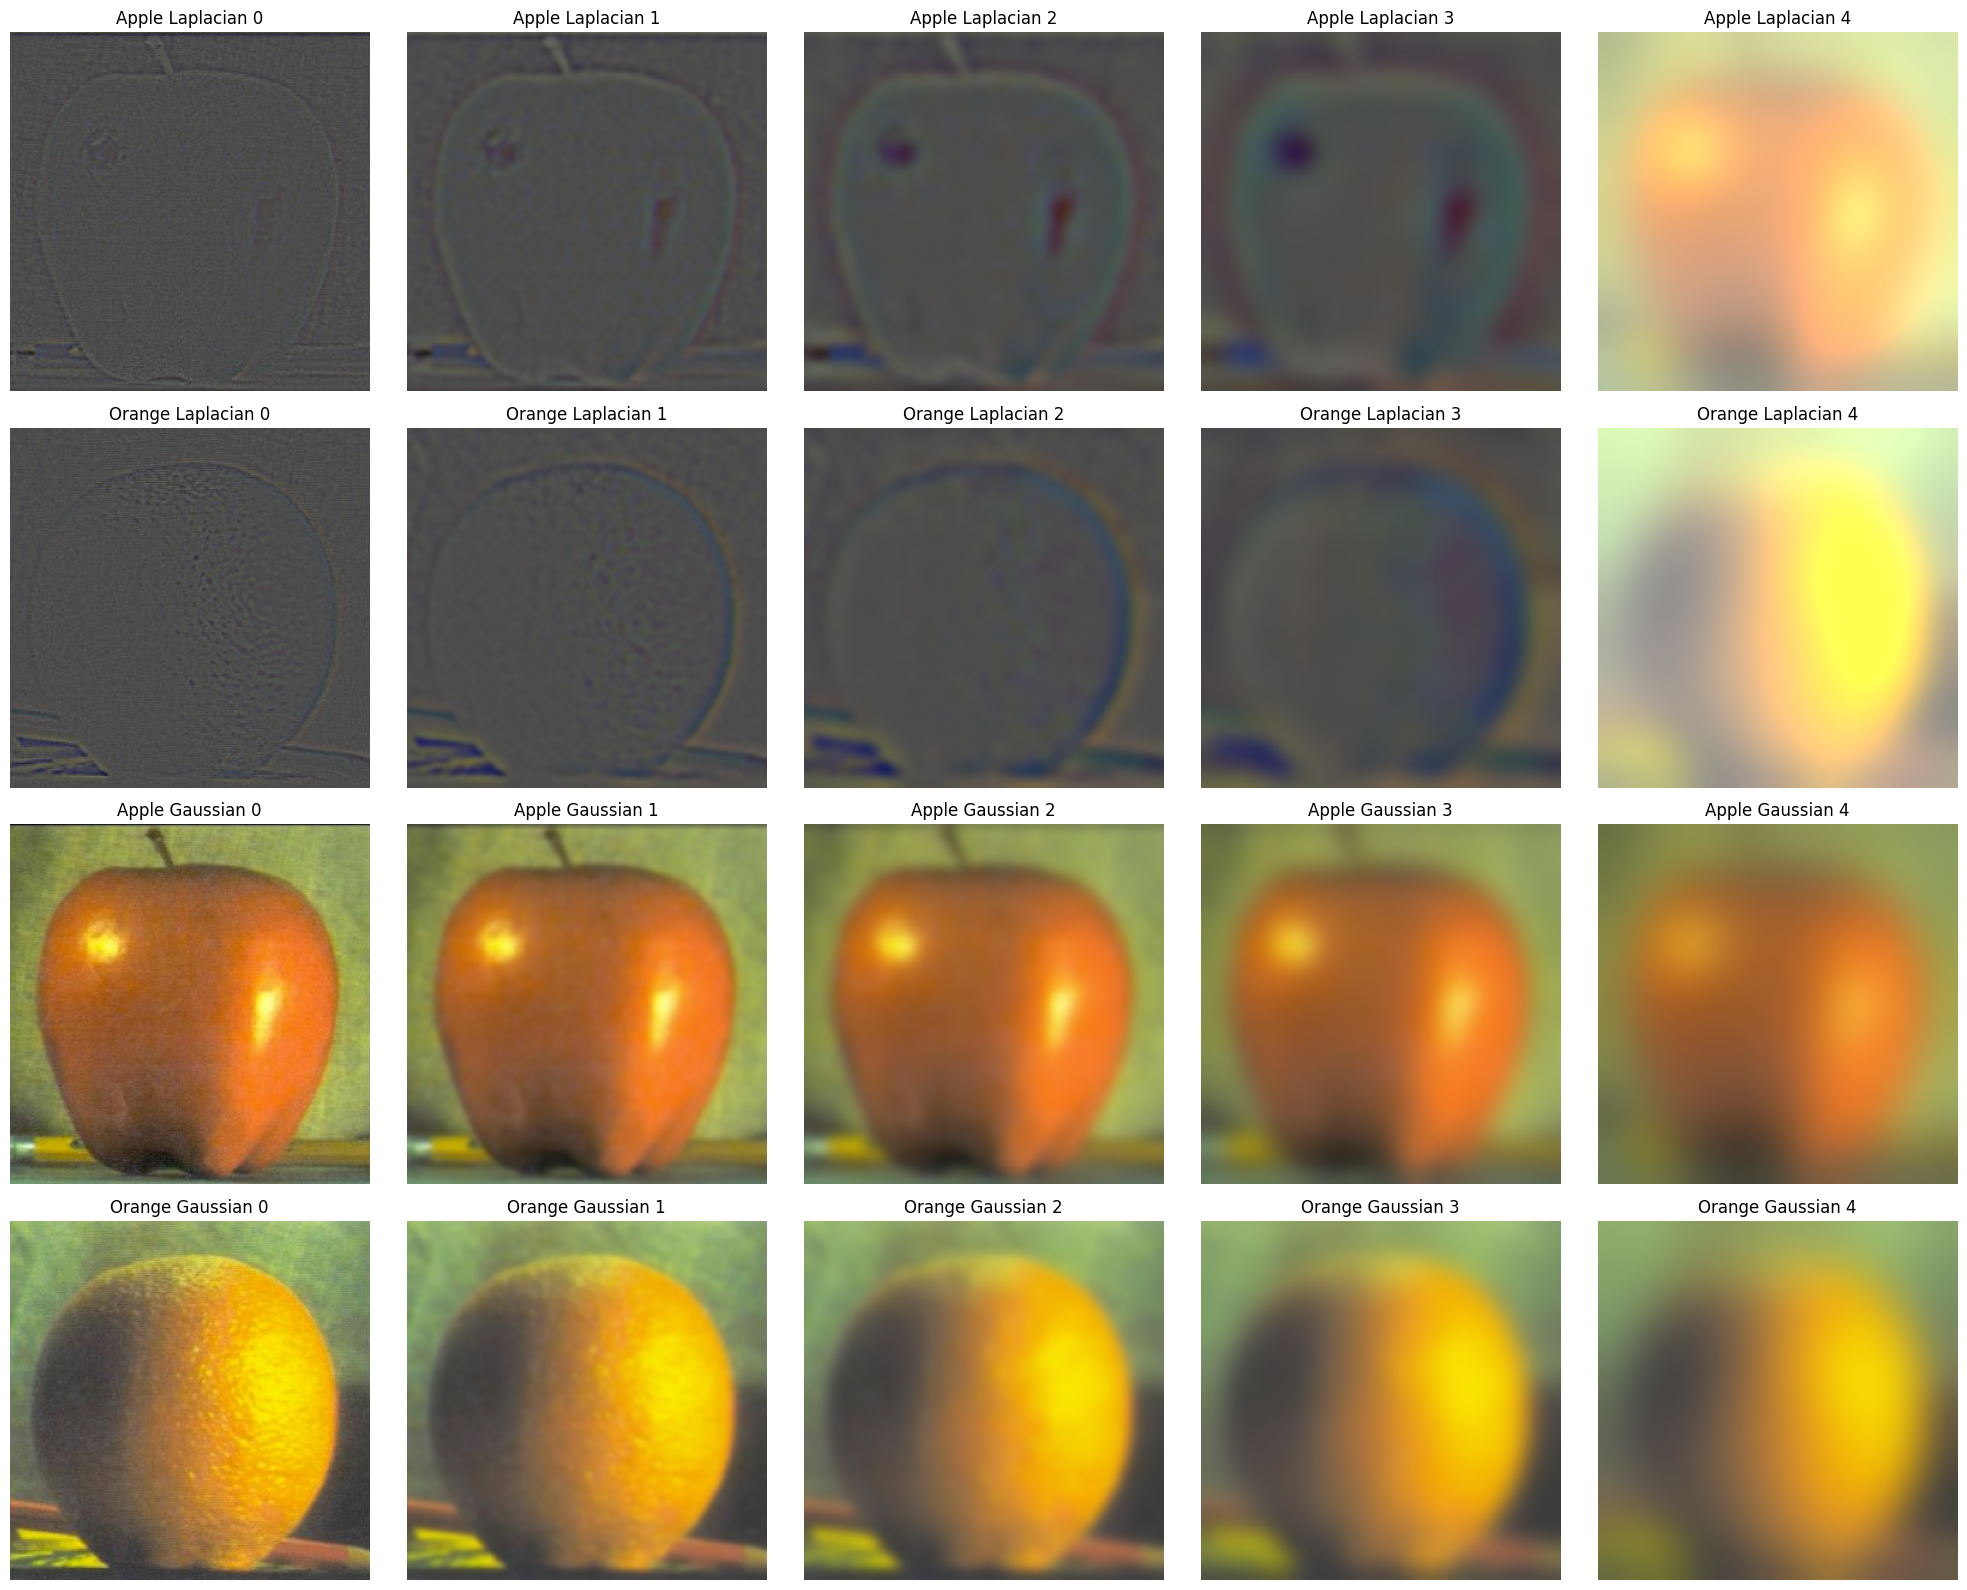 Apple Laplacian 0
Apple Laplacian 1
Apple Laplacian 2
Apple Laplacian 3
Apple Laplacian 4
Orange Laplacian 0
Orange Laplacian 1
Orange Laplacian 2
Orange Laplacian 3
Orange Laplacian 4
Apple Gaussian 0
Apple Gaussian 1
Apple Gaussian 2
Apple Gaussian 3
Apple Gaussian 4
Orange Gaussian 0
Orange Gaussian 1
Orange Gaussian 2
Orange Gaussian 3
Orange Gaussian 4